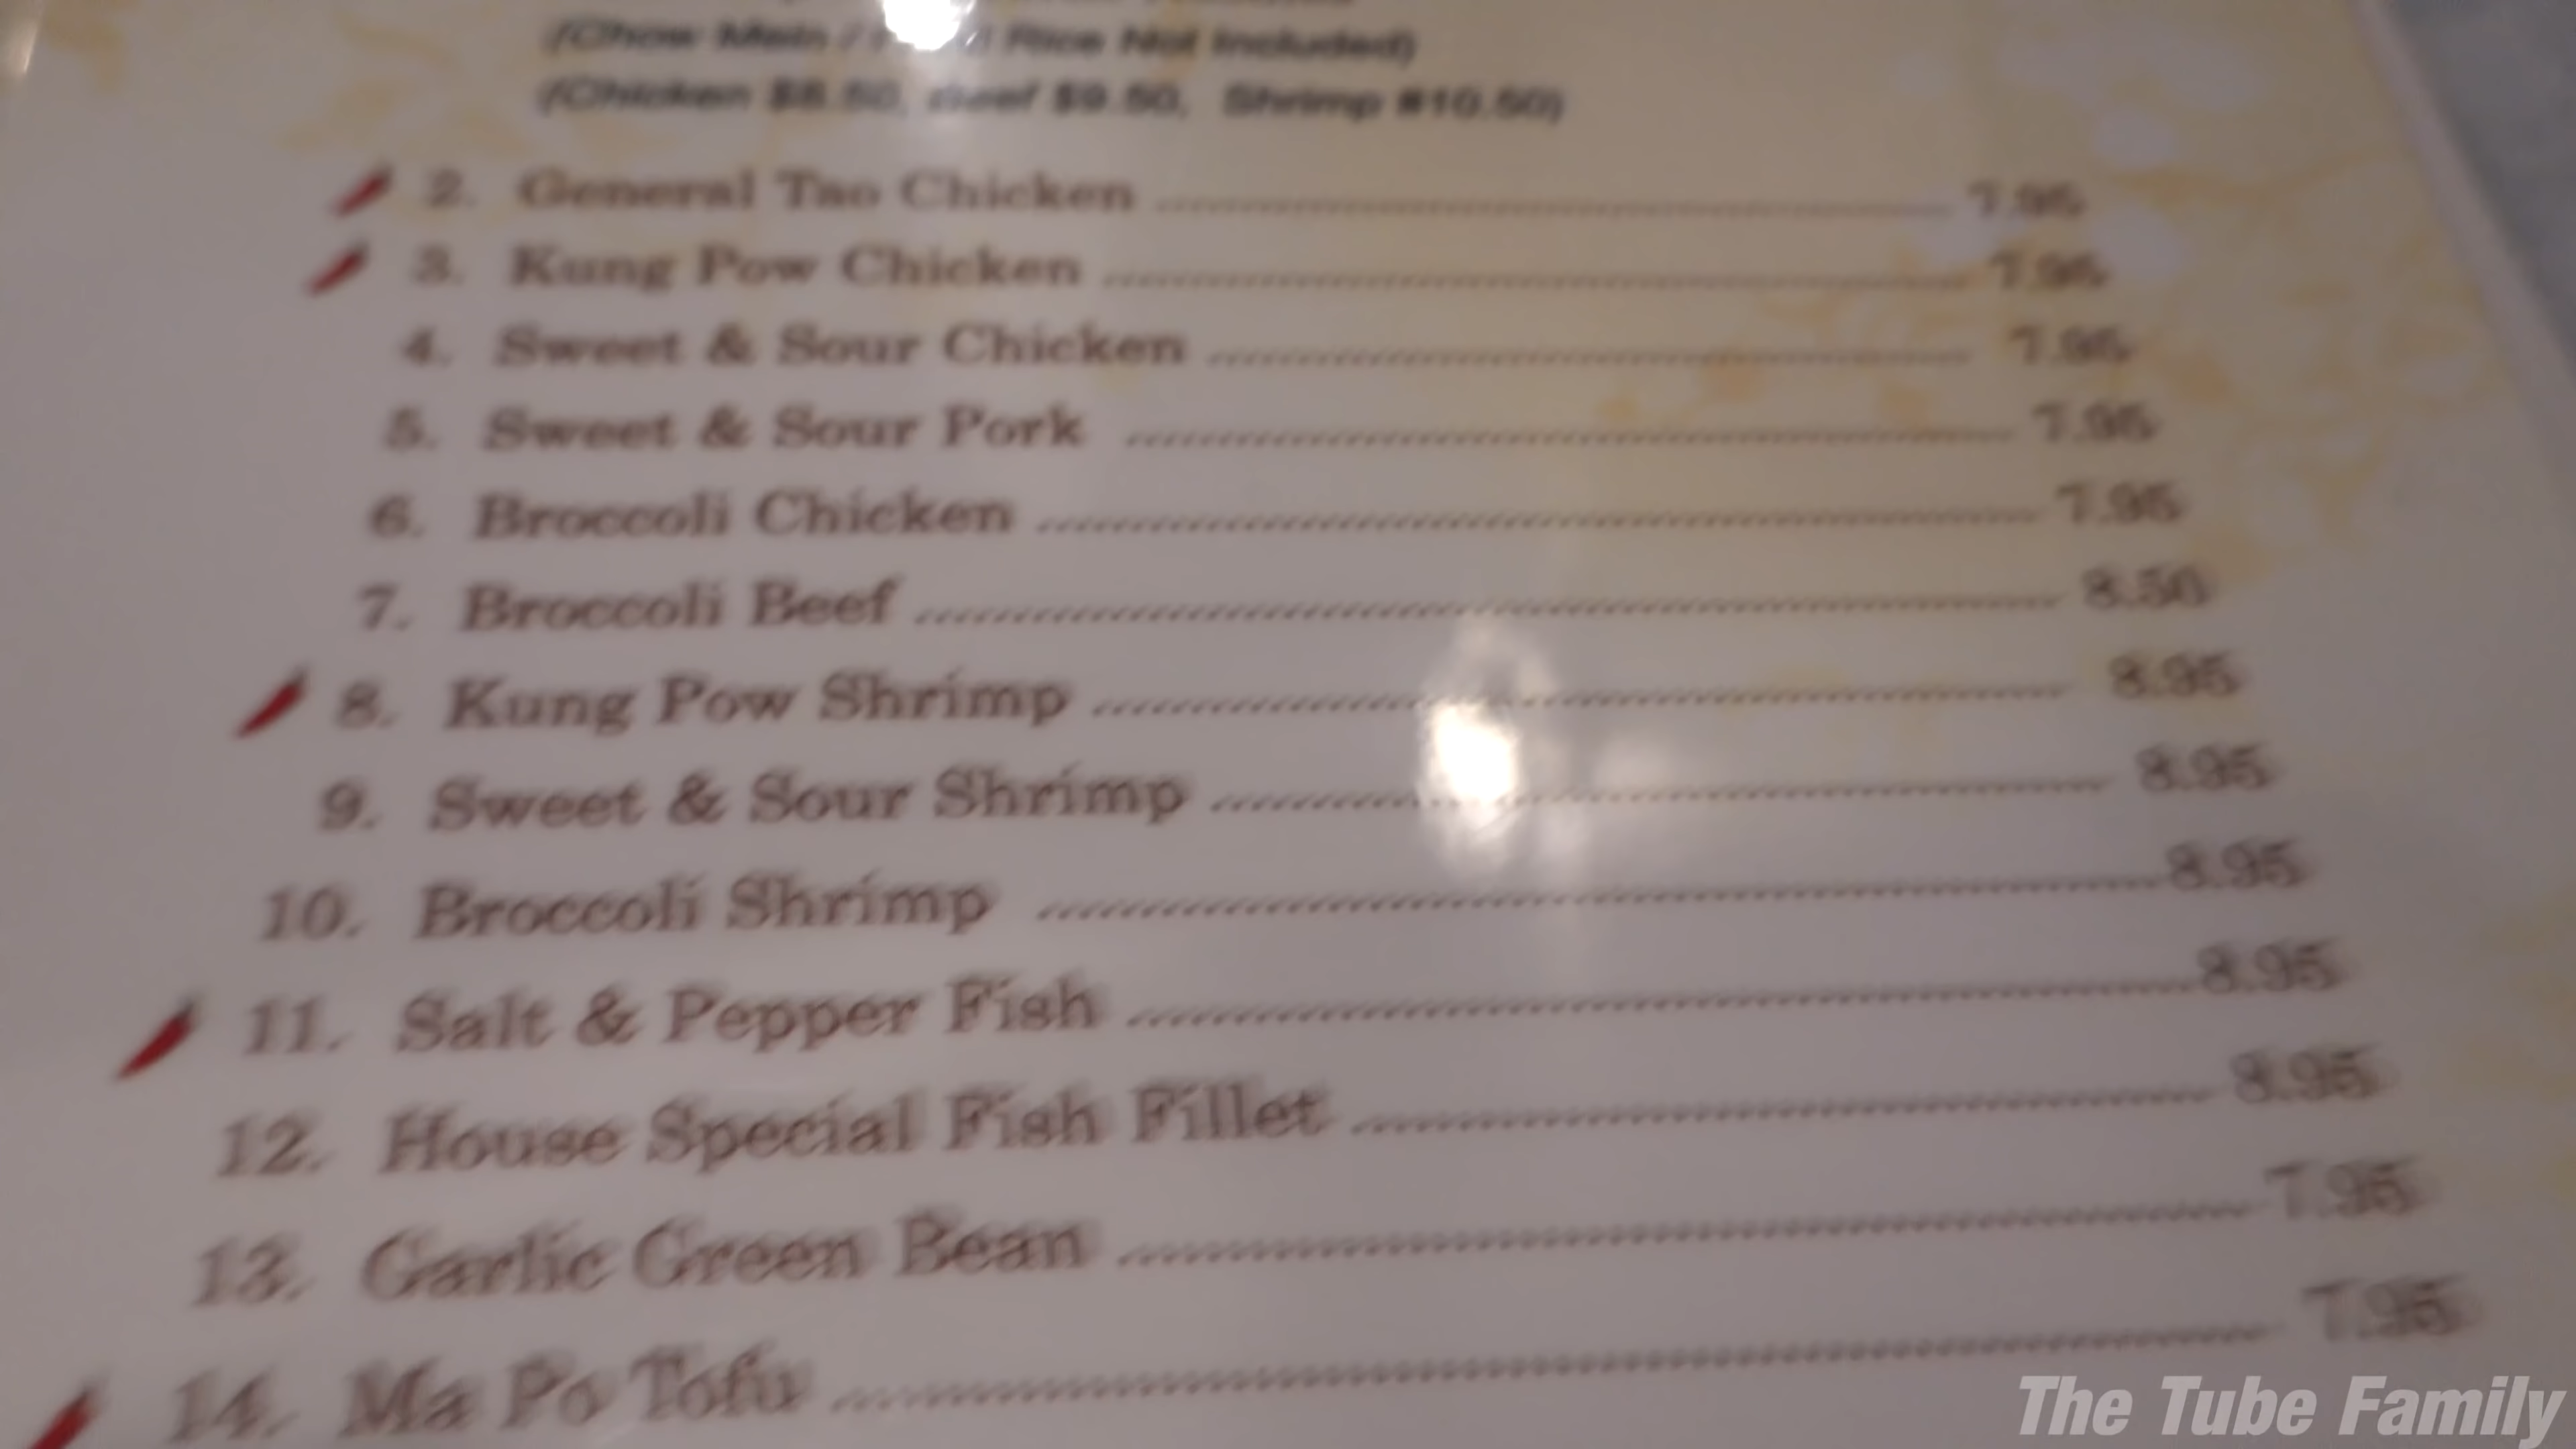 (Chow Mein / Rice Not Included)
(Chicken $8.50, Beef $9.50, Shrimp $10.50)
2. General Tao Chicken 7.95
3. Kung Pow Chicken 7.95
4. Sweet & Sour Chicken 7.95
5. Sweet & Sour Pork 7.95
6. Broccoli Chicken 7.95
7. Broccoli Beef 8.50
8. Kung Pow Shrimp 8.95
9. Sweet & Sour Shrimp 8.95
10. Broccoli Shrimp 8.95
11. Salt & Pepper Fish 8.95
12. House Special Fish Fillet 8.95
13. Garlic Green Bean 7.95
14. Ma Po Tofu 7.95
The Tube Family